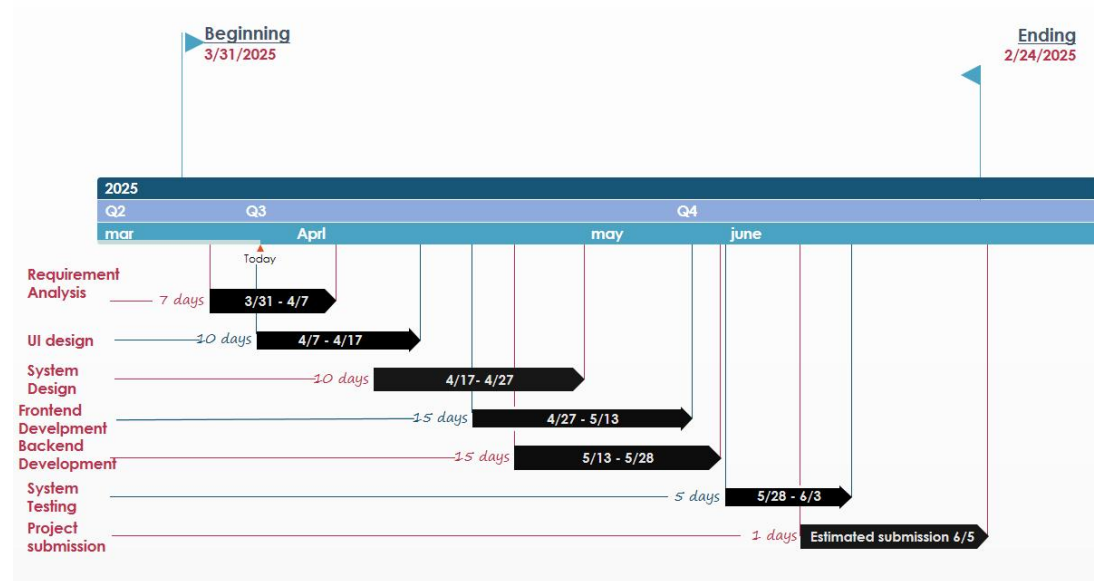 Beginning
3/31/2025
Ending
2/24/2025
2025
Q2 Q3 Q4
mar Aprl may june
Today
Requirement
Analysis
7 days 3/31 - 4/7
UI design 10 days 4/7 - 4/17
System
Design
10 days 4/17- 4/27
Frontend
Develpment
15 days 4/27 - 5/13
Backend
Development
15 days 5/13 - 5/28
System
Testing
5 days 5/28 - 6/3
Project
submission
1 days Estimated submission 6/5